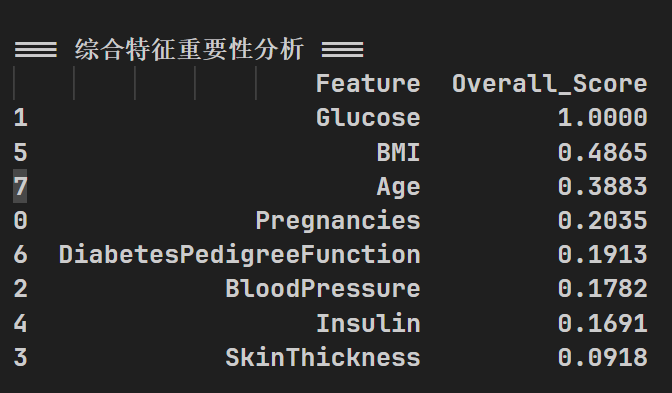 === 综合特征重要性分析 ===
Feature Overall_Score
1 Glucose 1.0000
5 BMI 0.4865
7 Age 0.3883
0 Pregnancies 0.2035
6 DiabetesPedigreeFunction 0.1913
2 BloodPressure 0.1782
4 Insulin 0.1691
3 SkinThickness 0.0918